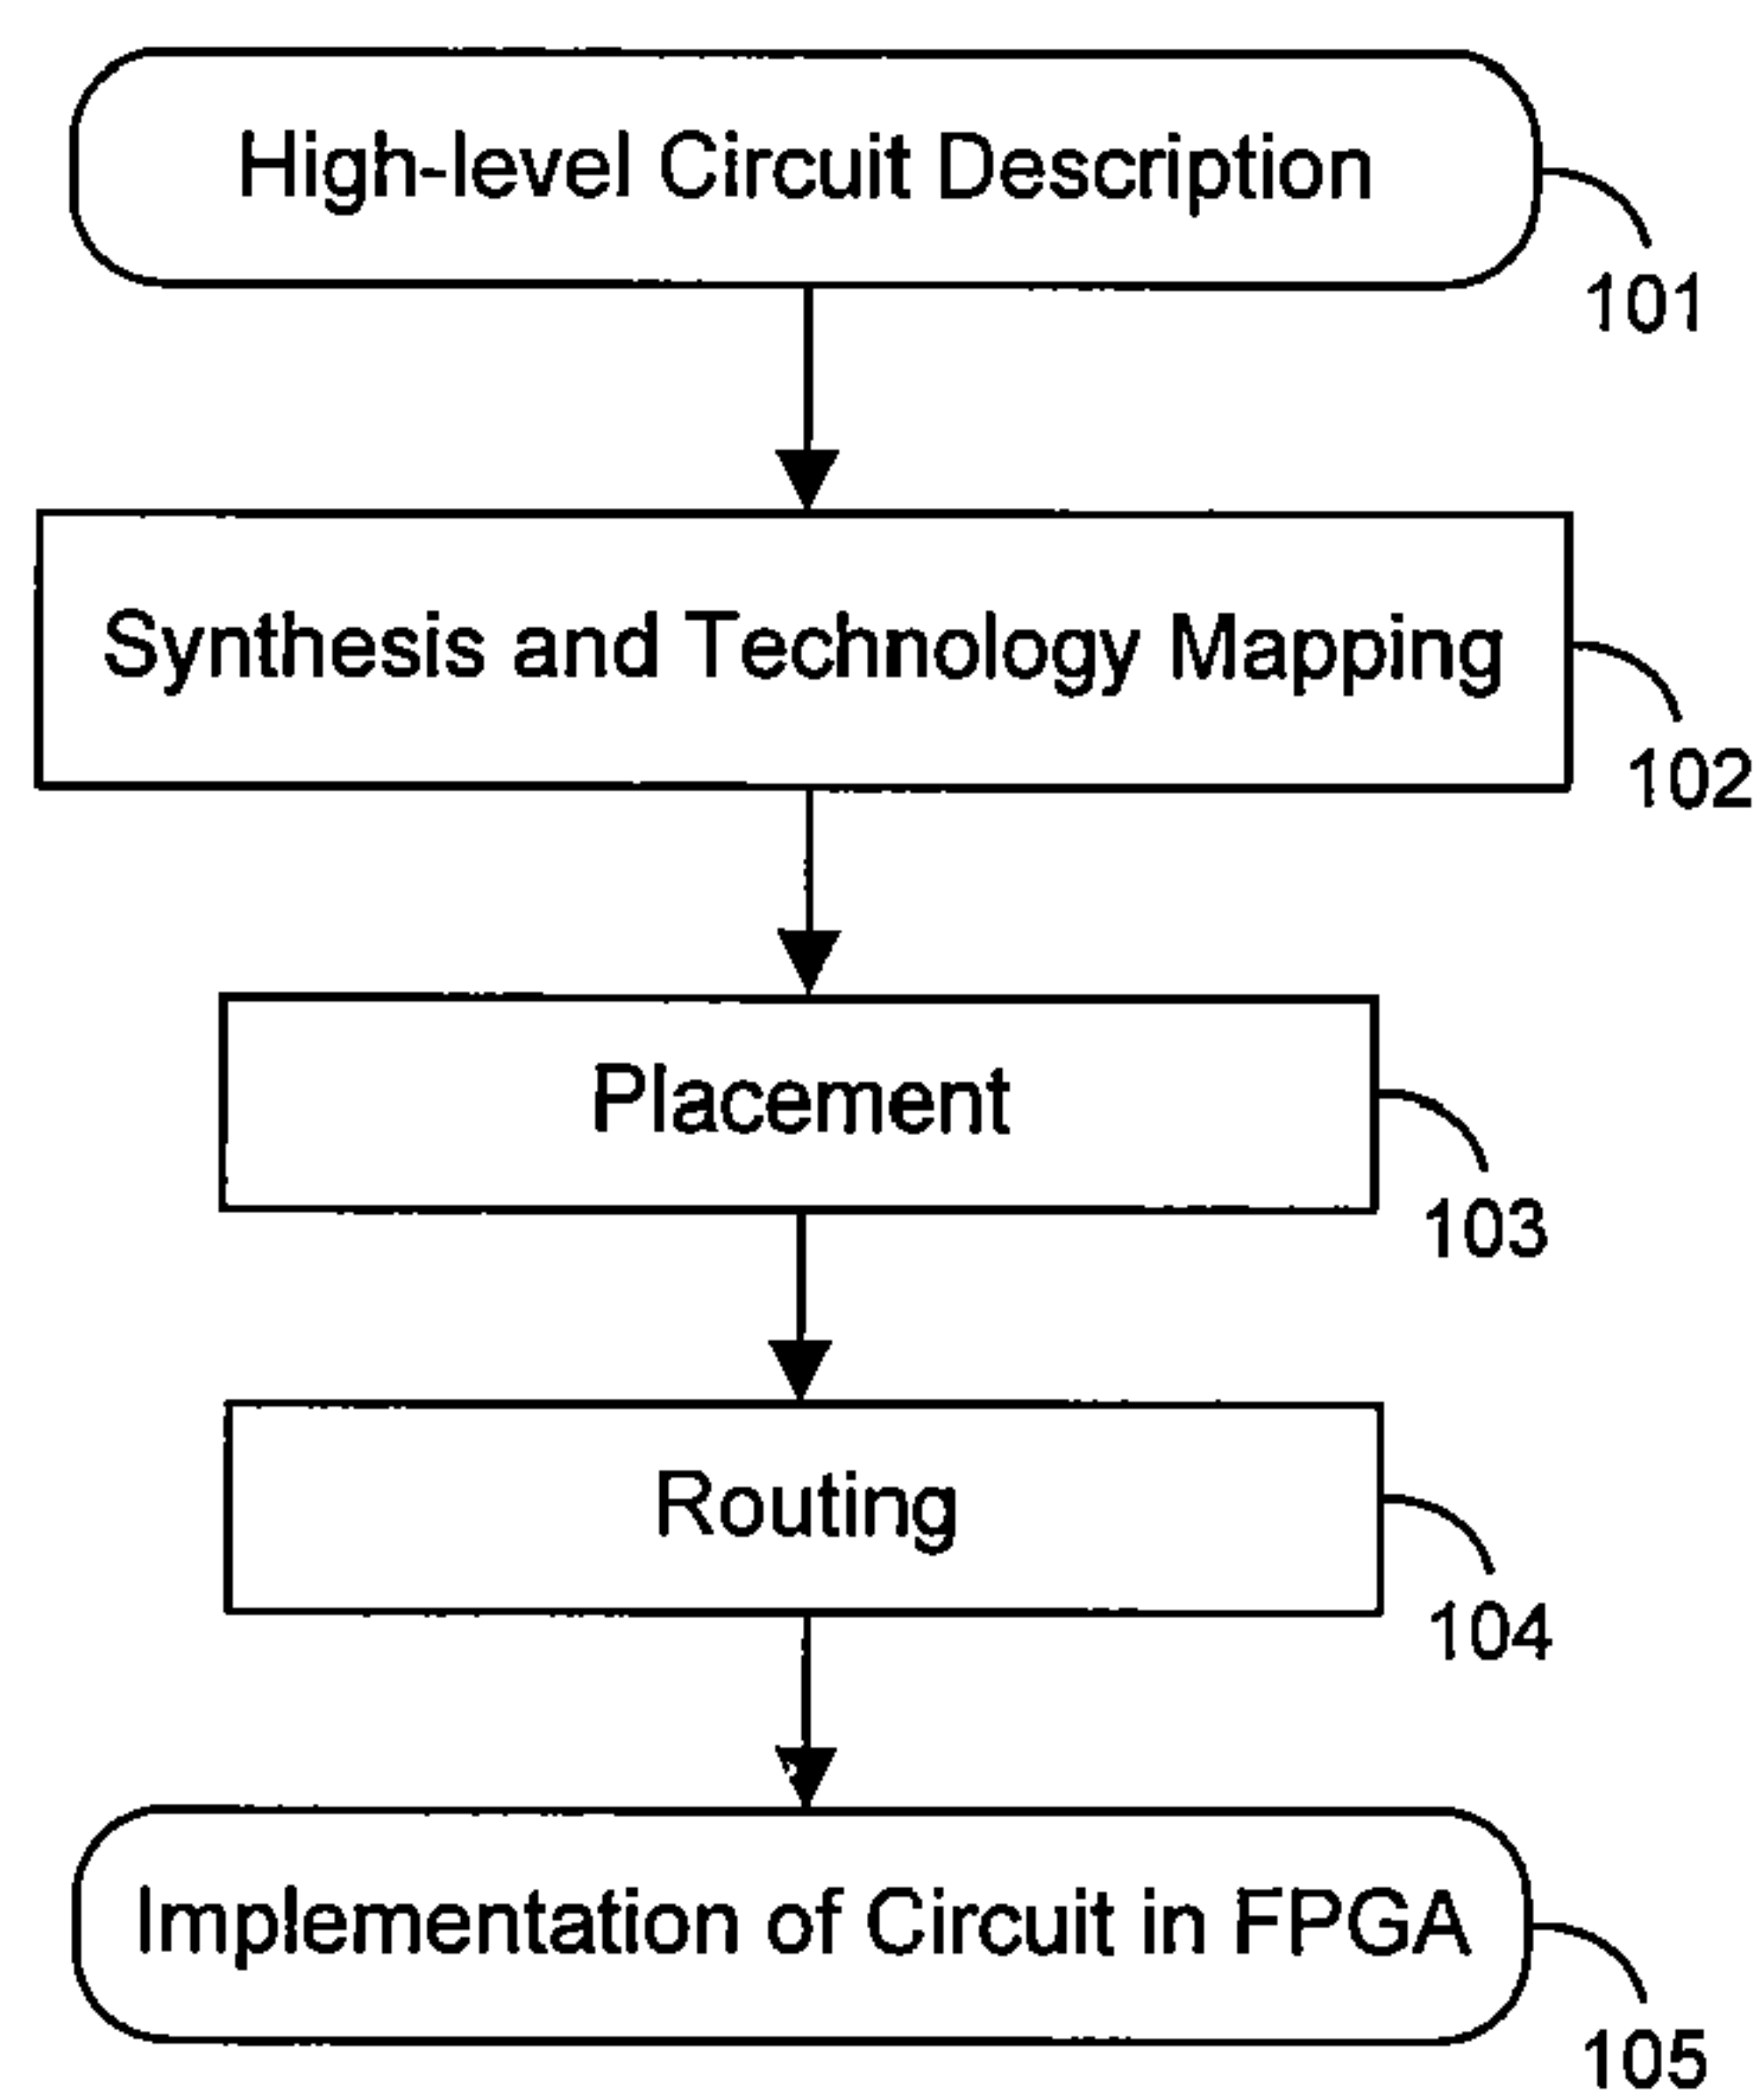 High-level Circuit Description
101
Synthesis and Technology Mapping
102
Placement
103
Routing
104
Implementation of Circuit in FPGA
105